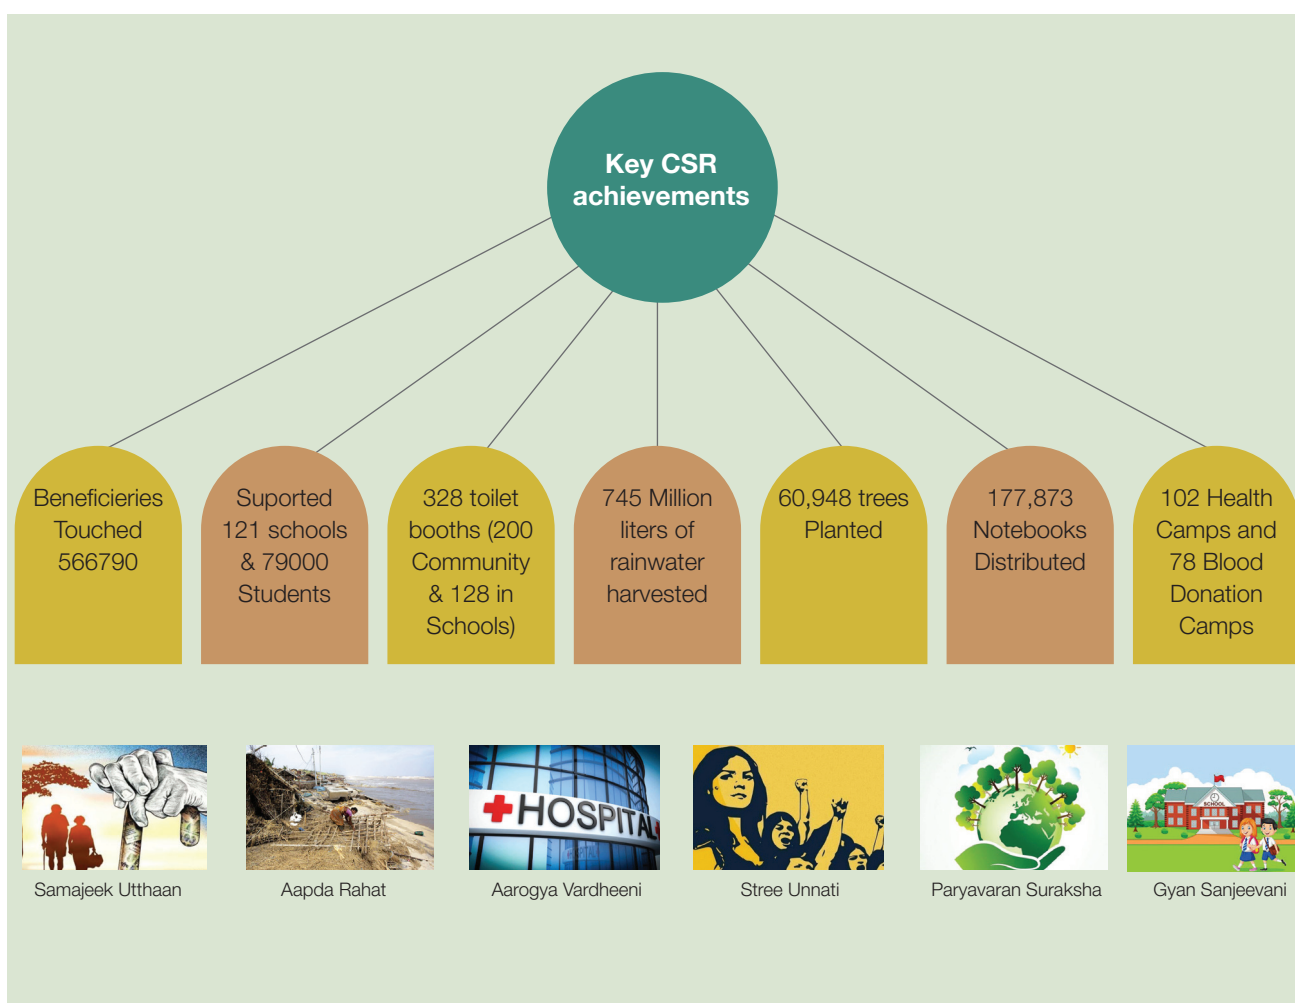 Key CSR
achievements
Beneficieries
Touched
566790
Suported
121 schools
& 79000
Students
328 toilet
booths (200
Community
& 128 in
Schools)
745 Million
liters of
rainwater
harvested
60,948 trees
Planted
177,873
Notebooks
Distributed
102 Health
Camps and
78 Blood
Donation
Camps
HOSPITAL
SCHOOL
Samajeek Utthaan
Aapda Rahat
Aarogya Vardheeni
Stree Unnati
Paryavaran Suraksha
Gyan Sanjeevani